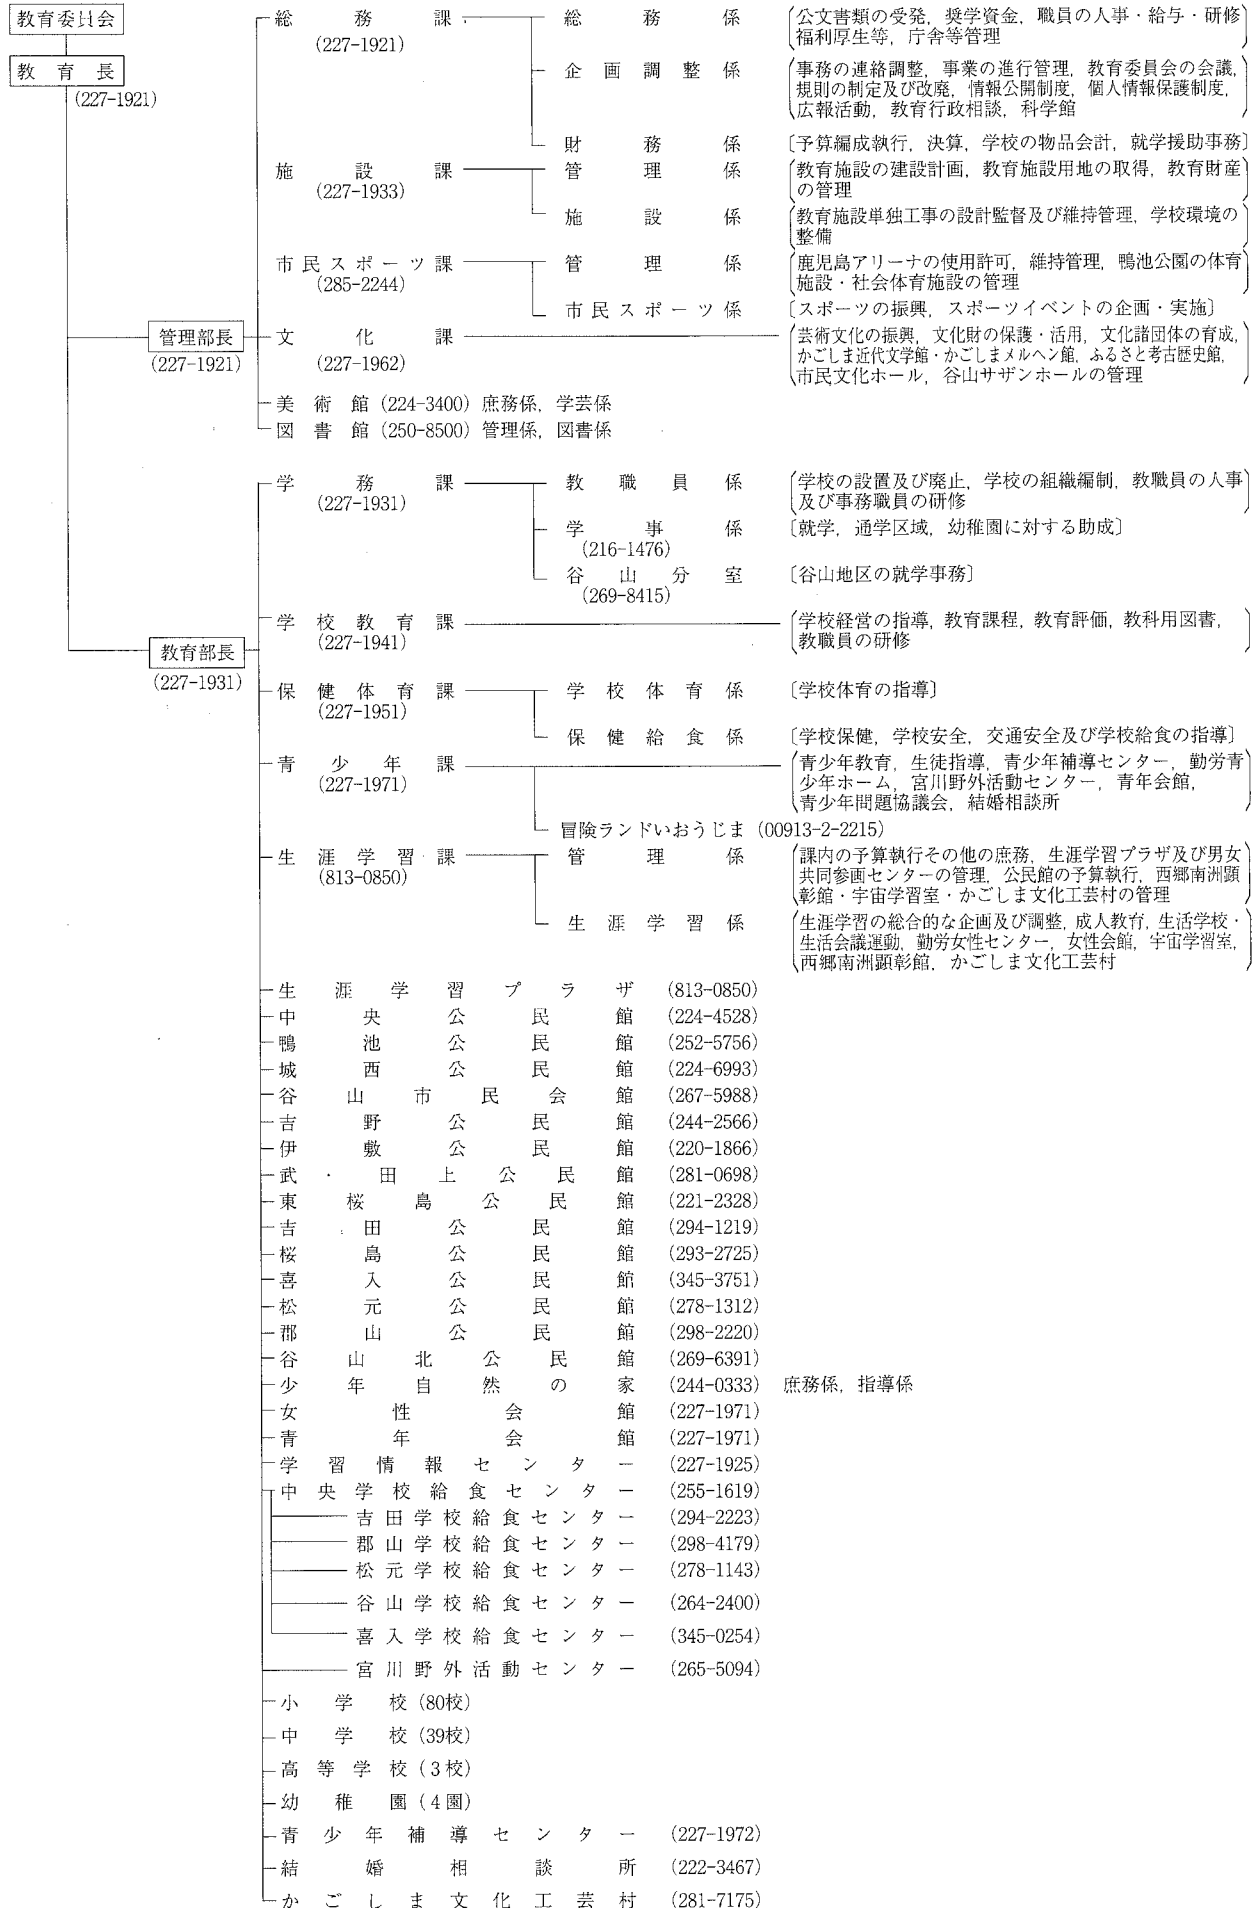 教育委員会
教育長
(227-1921)
管理部長
(227-1921)
総務課
(227-1921)
総務係
公文書類の受発，奨学資金，職員の人事・給与・研修
福利厚生等，庁舎等管理
企画調整係
事務の連絡調整，事業の進行管理，教育委員会の会議，
規則の制定及び改廃，情報公開制度，個人情報保護制度，
広報活動，教育行政相談，科学館
財務係
〔予算編成執行，決算，学校の物品会計，就学援助事務〕
施設課
(227-1933)
管理係
教育施設の建設計画，教育施設用地の取得，教育財産
の管理
施設係
教育施設単独工事の設計監督及び維持管理，学校環境の
整備
市民スポーツ課
(285-2244)
管理係
鹿児島アリーナの使用許可，維持管理，鴨池公園の体育
施設・社会体育施設の管理
市民スポーツ係
〔スポーツの振興，スポーツイベントの企画・実施〕
文化課
(227-1962)
芸術文化の振興，文化財の保護・活用，文化諸団体の育成，
かごしま近代文学館・かごしまメルヘン館，ふるさと考古歴史館，
市民文化ホール，谷山サザンホールの管理
美術館 (224-3400) 庶務係，学芸係
図書館 (250-8500) 管理係，図書係
教育部長
(227-1931)
学務課
(227-1931)
教職員係
学校の設置及び廃止，学校の組織編制，教職員の人事
及び事務職員の研修
学事係
(216-1476)
〔就学，通学区域，幼稚園に対する助成〕
谷山分室
(269-8415)
〔谷山地区の就学事務〕
学校教育課
(227-1941)
学校経営の指導，教育課程，教育評価，教科用図書，
教職員の研修
保健体育課
(227-1951)
学校体育係
〔学校体育の指導〕
保健給食係
〔学校保健，学校安全，交通安全及び学校給食の指導〕
青少年課
(227-1971)
青少年教育，生徒指導，青少年補導センター，勤労青
少年ホーム，宮川野外活動センター，青年会館，
青少年問題協議会，結婚相談所
冒険ランドいおうじま (00913-2-2215)
生涯学習課
(813-0850)
管理係
課内の予算執行その他の庶務，生涯学習プラザ及び男女
共同参画センターの管理，公民館の予算執行，西郷南洲顕
彰館・宇宙学習室・かごしま文化工芸村の管理
生涯学習係
生涯学習の総合的な企画及び調整，成人教育，生活学校・
生活会議運動，勤労女性センター，女性会館，宇宙学習室，
西郷南洲顕彰館，かごしま文化工芸村
生涯学習プラザ (813-0850)
中央公民館 (224-4528)
鴨池公民館 (252-5756)
城西公民館 (224-6993)
谷山市民会館 (267-5988)
吉野公民館 (244-2566)
伊敷公民館 (220-1866)
武・田上公民館 (281-0698)
東桜島公民館 (221-2328)
吉田公民館 (294-1219)
桜島公民館 (293-2725)
喜入公民館 (345-3751)
松元公民館 (278-1312)
郡山公民館 (298-2220)
谷山北公民館 (269-6391)
少年自然の家 (244-0333) 庶務係，指導係
女性会館 (227-1971)
青年会館 (227-1971)
学習情報センター (227-1925)
中央学校給食センター (255-1619)
吉田学校給食センター (294-2223)
郡山学校給食センター (298-4179)
松元学校給食センター (278-1143)
谷山学校給食センター (264-2400)
喜入学校給食センター (345-0254)
宮川野外活動センター (265-5094)
小学校 (80校)
中学校 (39校)
高等学校 (3校)
幼稚園 (4園)
青少年補導センター (227-1972)
結婚相談所 (222-3467)
かごしま文化工芸村 (281-7175)